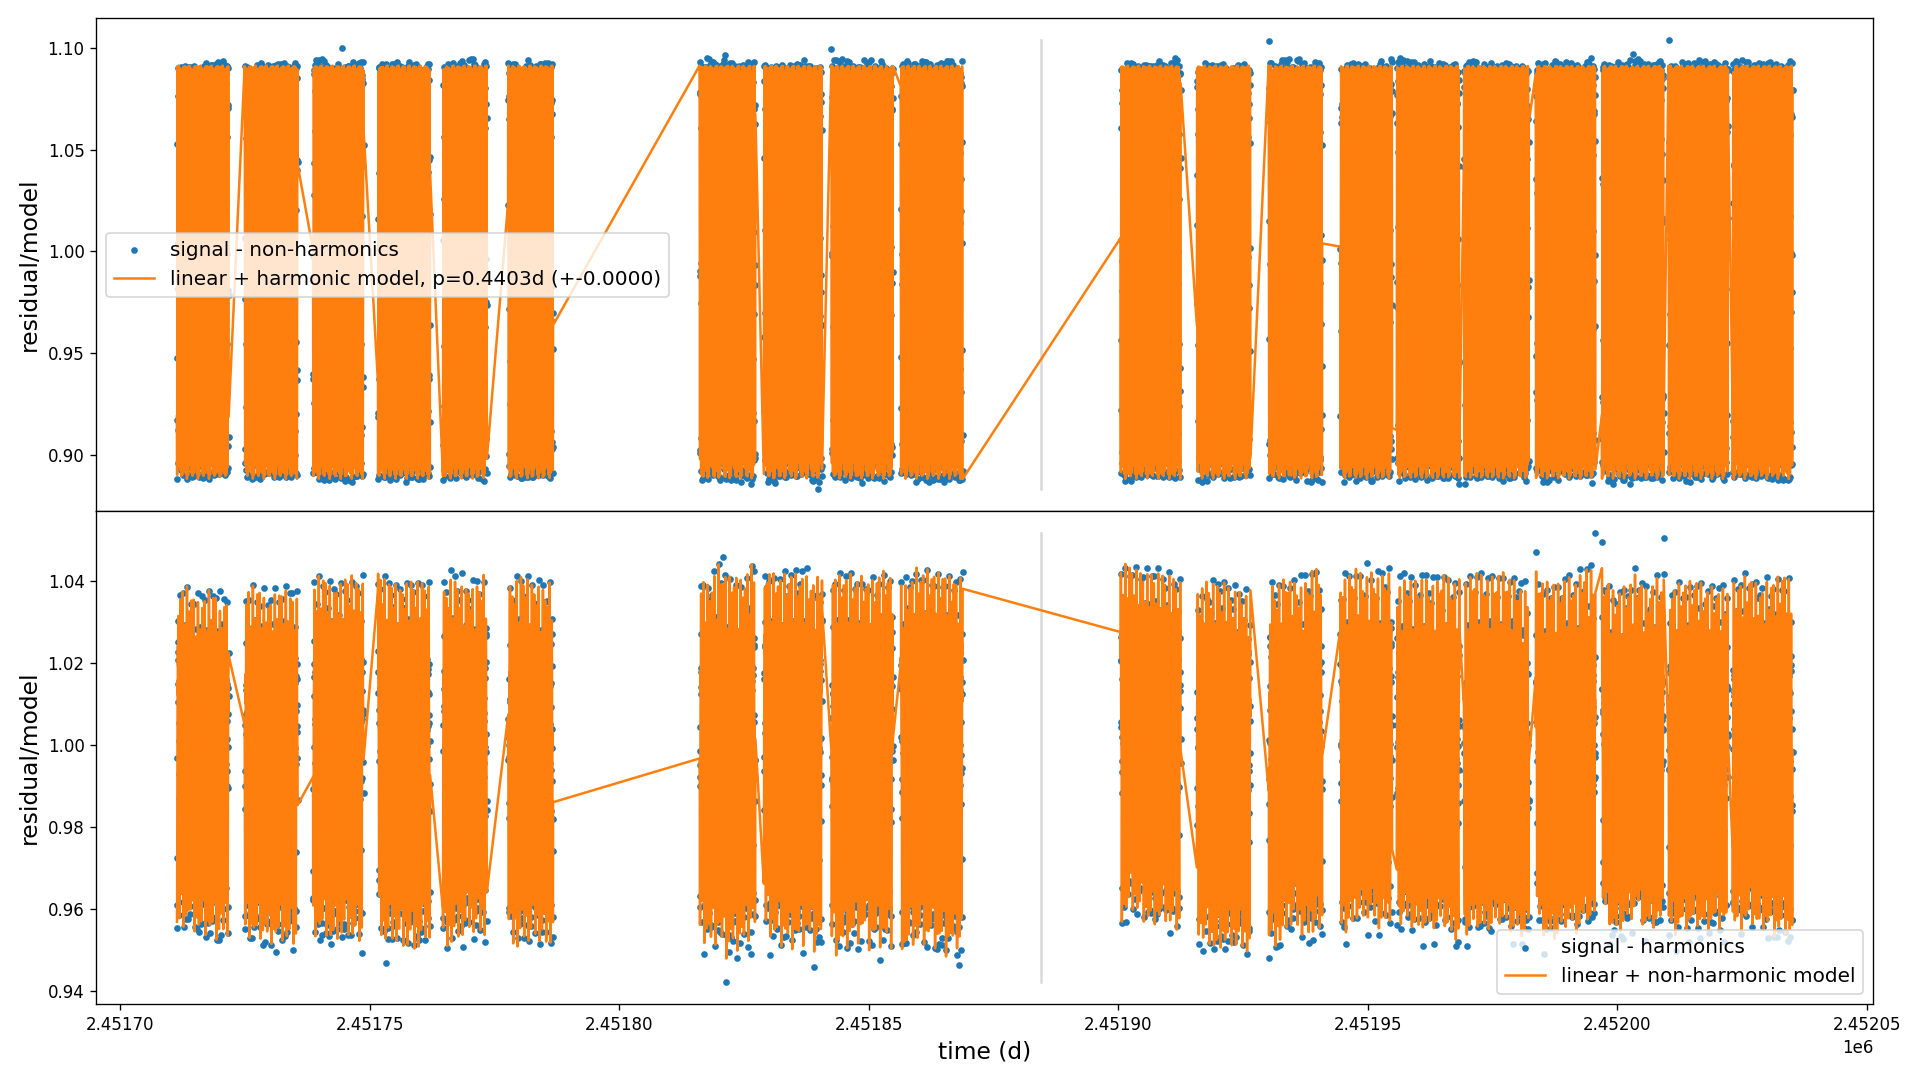 1.10
1.05
1.00
0.95
0.90
residual/model
signal - non-harmonics
linear + harmonic model, p=0.4403d (+-0.0000)
1.04
1.02
1.00
0.98
0.96
0.94
residual/model
signal - harmonics
linear + non-harmonic model
2.45170 2.45175 2.45180 2.45185 2.45190 2.45195 2.45200 2.45205
1e6
time (d)